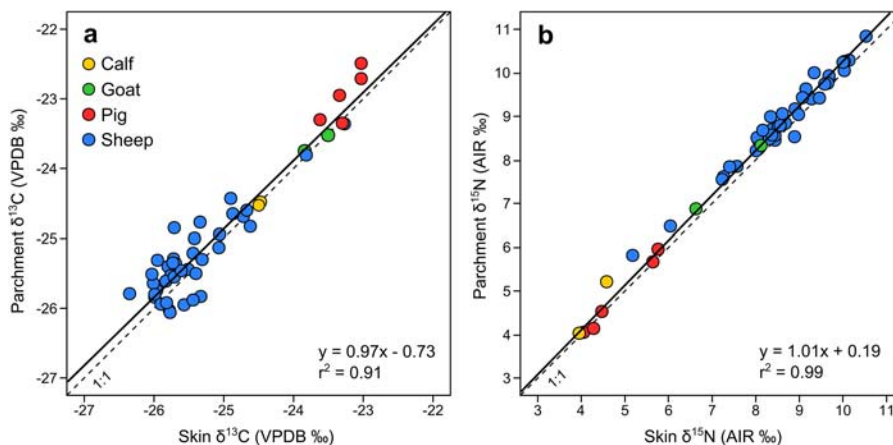 a
Calf
Goat
Pig
Sheep
-22
-23
-24
-25
-26
-27
Parchment δ¹³C (VPDB ‰)
y = 0.97x - 0.73
r² = 0.91
1:1
-27 -26 -25 -24 -23 -22
Skin δ¹³C (VPDB ‰)
b
11
10
9
8
7
6
5
4
3
Parchment δ¹⁵N (AIR ‰)
y = 1.01x + 0.19
r² = 0.99
1:1
3 4 5 6 7 8 9 10 11
Skin δ¹⁵N (AIR ‰)